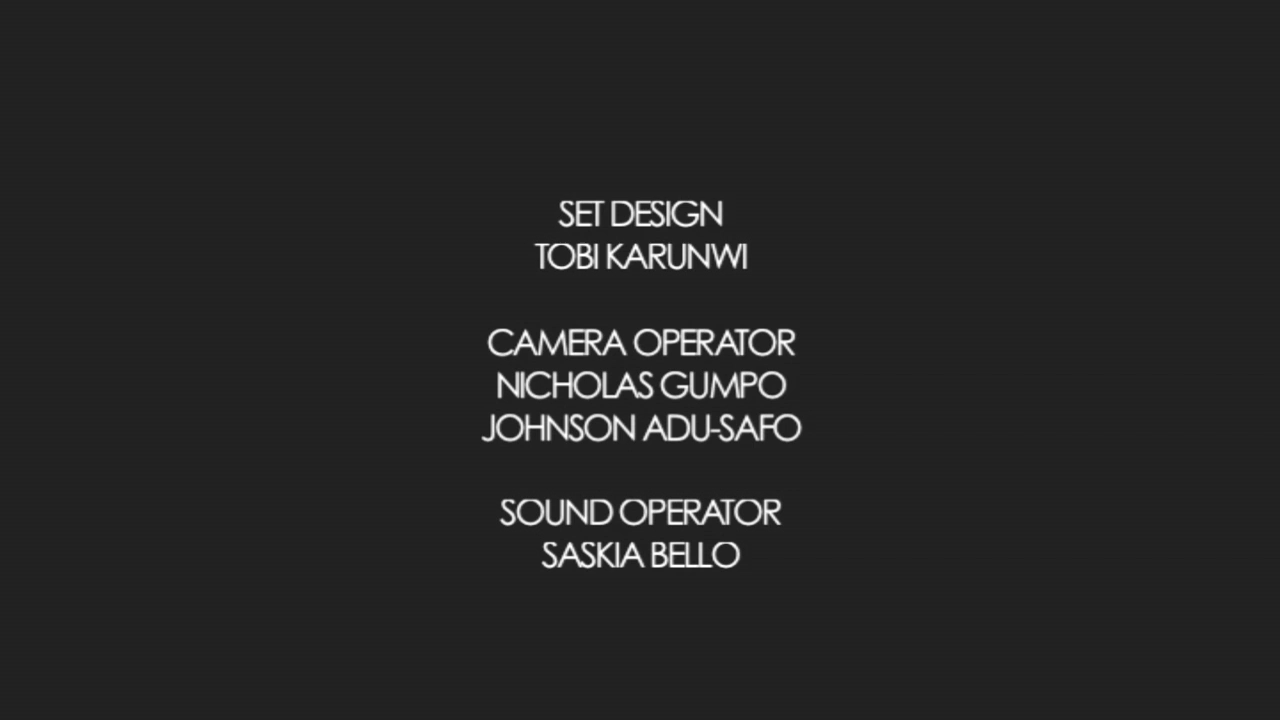 SET DESIGN
TOBI KARUNWI
CAMERA OPERATOR
NICHOLAS GUMPO
JOHNSON ADU-SAFO
SOUND OPERATOR
SASKIA BELLO